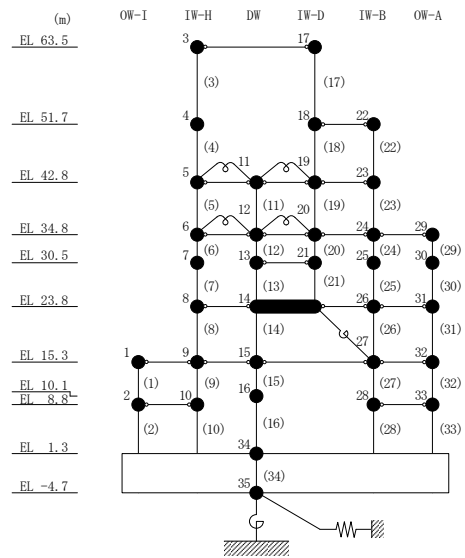 (m) OW-I IW-H DW IW-D IW-B OW-A
EL 63.5 3 17
(3) (17)
EL 51.7 4 18 22
(4) (18) (22)
EL 42.8 5 11 19 23
(5) (11) (19) (23)
EL 34.8 6 12 20 24 29
(6) (12) (20) (24) (29)
EL 30.5 7 13 21 25 30
(7) (13) (21) (25) (30)
EL 23.8 8 14 26 31
(8) (14) (26) (31)
27
EL 15.3 1 9 15 32
(1) (9) (15) (27) (32)
EL 10.1 16
EL 8.8 2 10 28 33
(2) (10) (16) (28) (33)
EL 1.3 34
(34)
EL -4.7 35